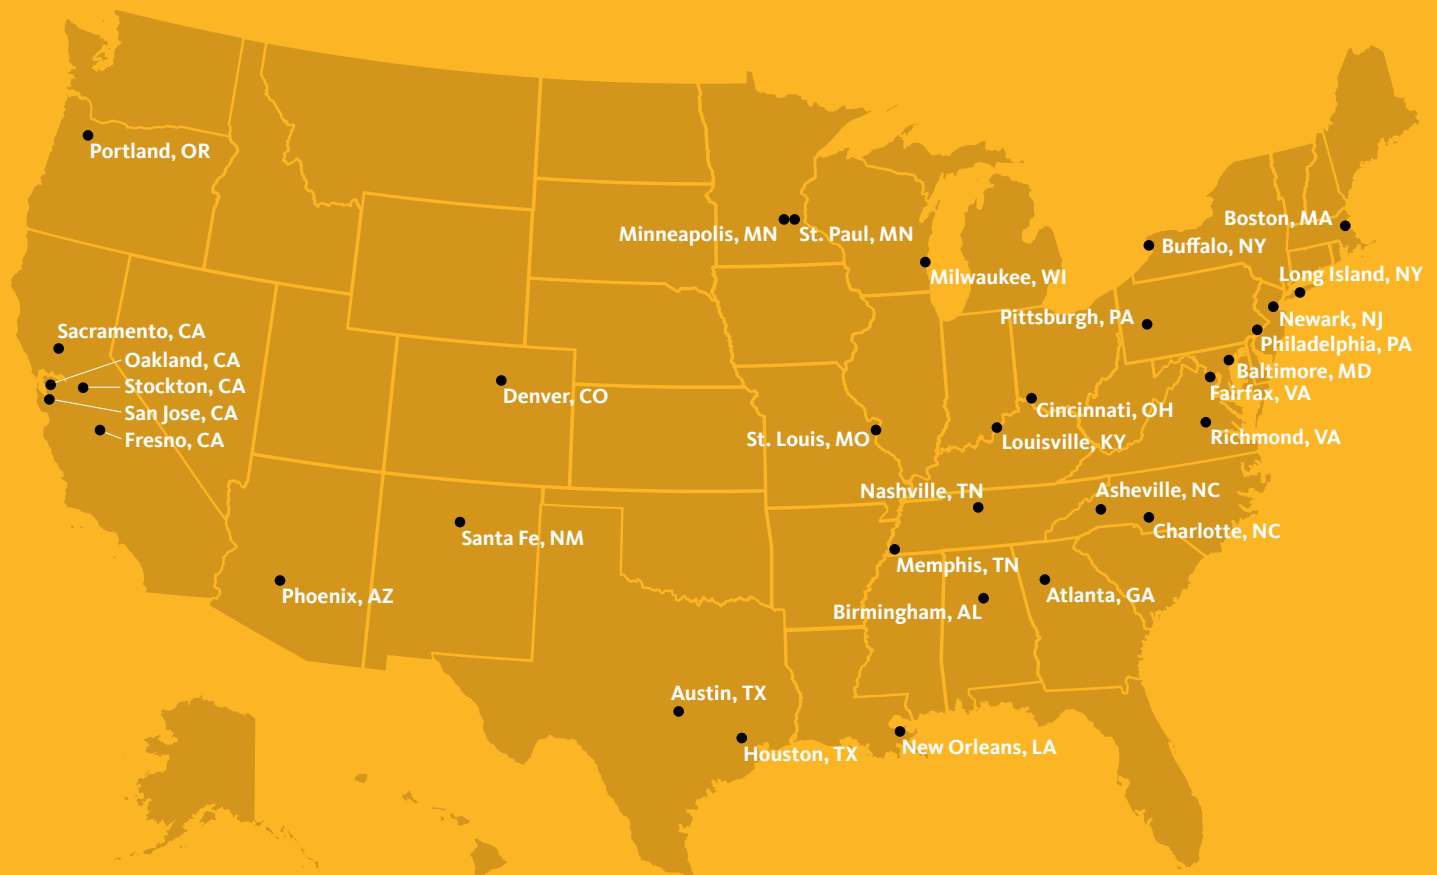 Portland, OR
Boston, MA
Minneapolis, MN
St. Paul, MN
Buffalo, NY
Milwaukee, WI
Long Island, NY
Pittsburgh, PA
Newark, NJ
Sacramento, CA
Philadelphia, PA
Oakland, CA
Baltimore, MD
Stockton, CA
Fairfax, VA
Denver, CO
San Jose, CA
Cincinnati, OH
Fresno, CA
St. Louis, MO
Louisville, KY
Richmond, VA
Nashville, TN
Asheville, NC
Santa Fe, NM
Charlotte, NC
Memphis, TN
Phoenix, AZ
Atlanta, GA
Birmingham, AL
Austin, TX
New Orleans, LA
Houston, TX